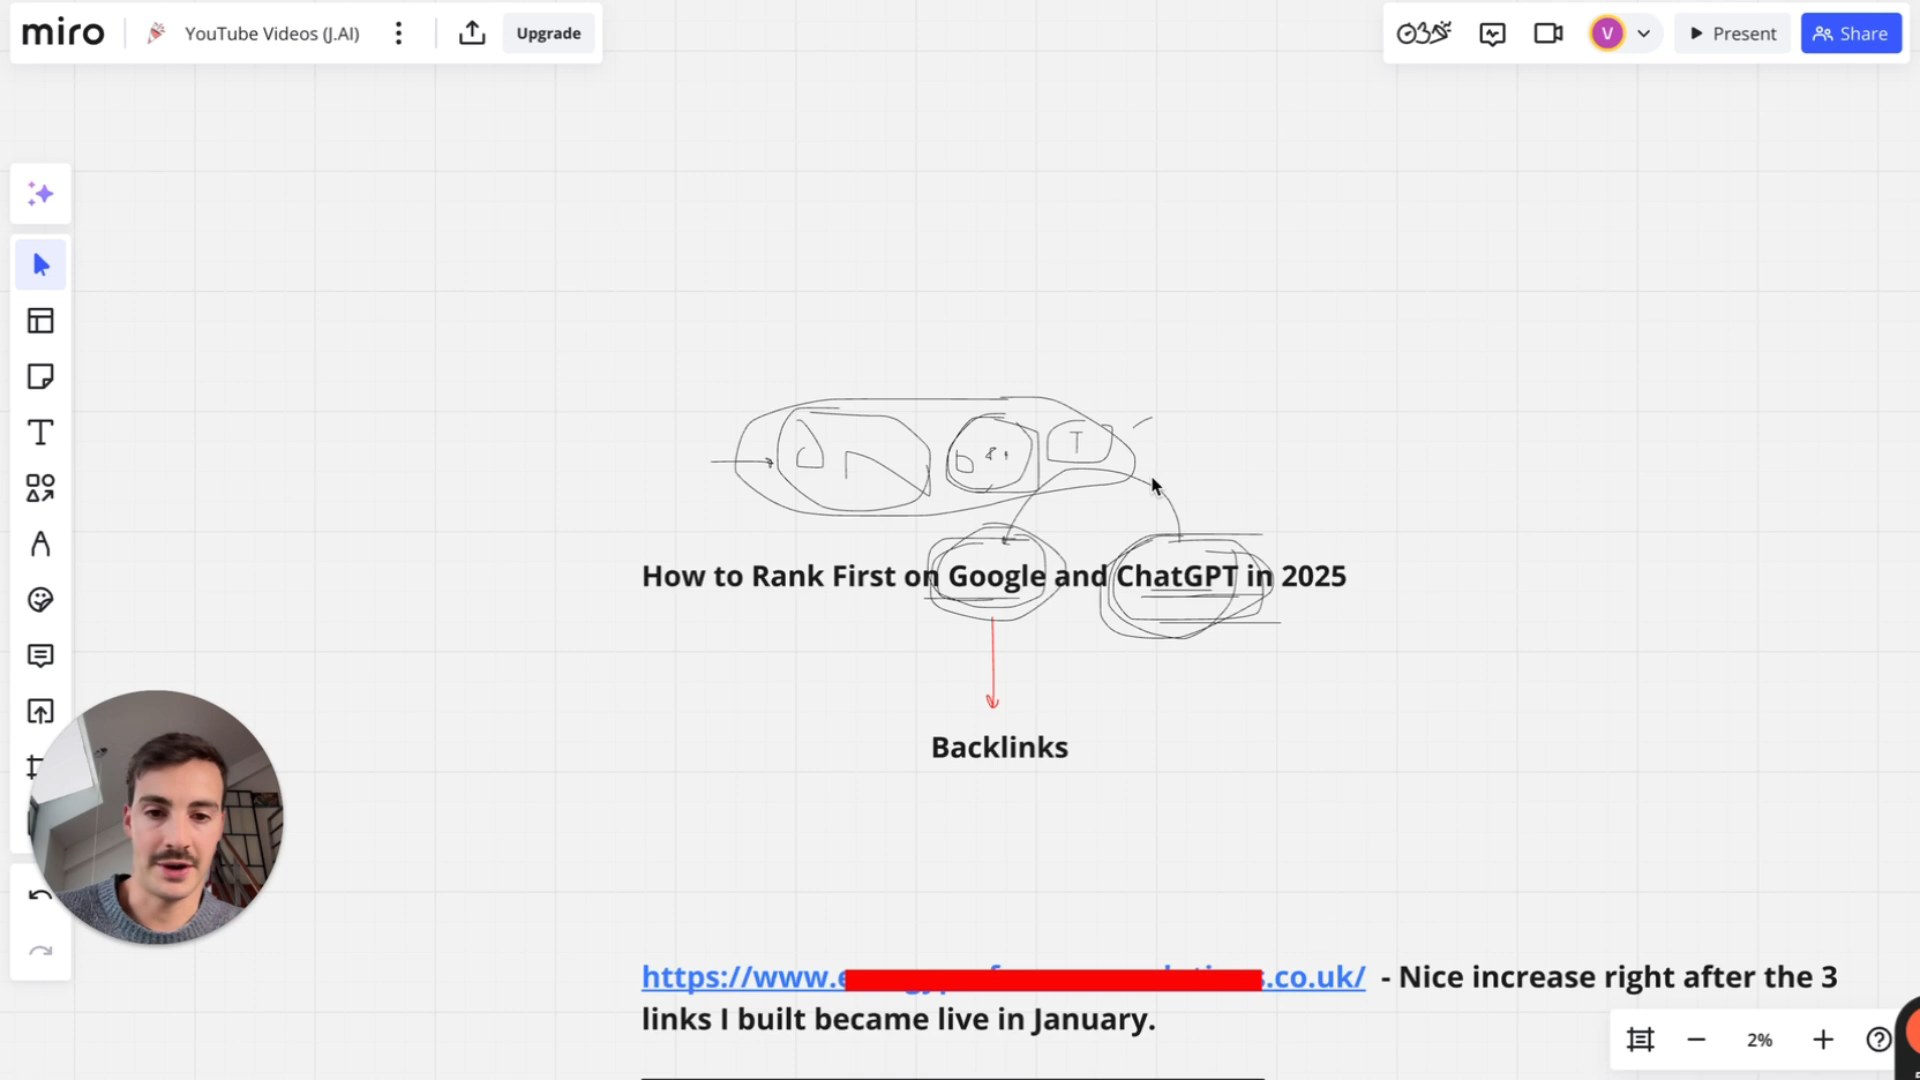 miro
YouTube Videos (J.AI)
Upgrade
V
Present
Share
T
How to Rank First on Google and ChatGPT in 2025
Backlinks
https://www.e .co.uk/ - Nice increase right after the 3
links I built became live in January.
2%